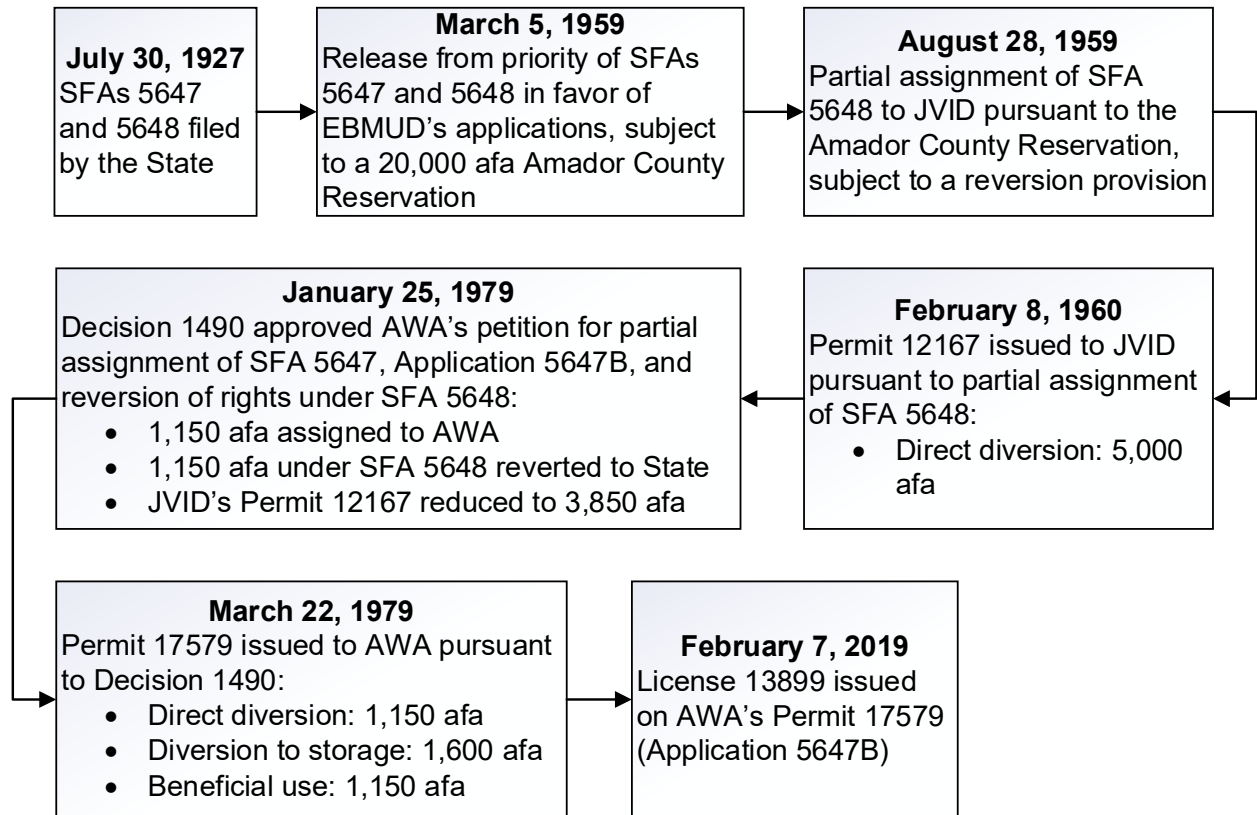 July 30, 1927
SFAs 5647
and 5648 filed
by the State
March 5, 1959
Release from priority of SFAs
5647 and 5648 in favor of
EBMUD’s applications, subject
to a 20,000 afa Amador County
Reservation
August 28, 1959
Partial assignment of SFA
5648 to JVID pursuant to the
Amador County Reservation,
subject to a reversion provision
February 8, 1960
Permit 12167 issued to JVID
pursuant to partial assignment
of SFA 5648:
• Direct diversion: 5,000
afa
January 25, 1979
Decision 1490 approved AWA’s petition for partial
assignment of SFA 5647, Application 5647B, and
reversion of rights under SFA 5648:
• 1,150 afa assigned to AWA
• 1,150 afa under SFA 5648 reverted to State
• JVID’s Permit 12167 reduced to 3,850 afa
March 22, 1979
Permit 17579 issued to AWA pursuant
to Decision 1490:
• Direct diversion: 1,150 afa
• Diversion to storage: 1,600 afa
• Beneficial use: 1,150 afa
February 7, 2019
License 13899 issued
on AWA’s Permit 17579
(Application 5647B)